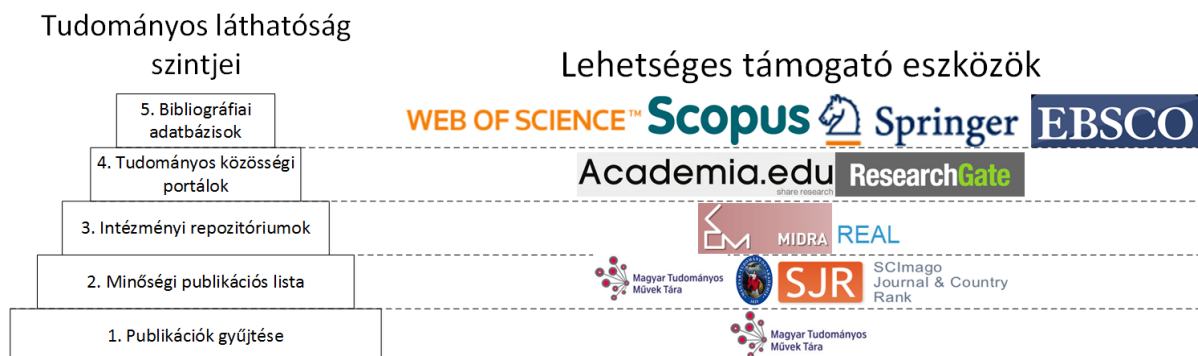 Tudományos láthatóság
szintjei
Lehetséges támogató eszközök
5. Bibliográfiai
adatbázisok
WEB OF SCIENCE™ Scopus Springer EBSCO
4. Tudományos közösségi
portálok
Academia.edu
share research
ResearchGate
3. Intézményi repozitóriumok
MIDRA REAL
2. Minőségi publikációs lista
Magyar Tudományos
Művek Tára
SJR
SCImago
Journal & Country
Rank
1. Publikációk gyűjtése
Magyar Tudományos
Művek Tára